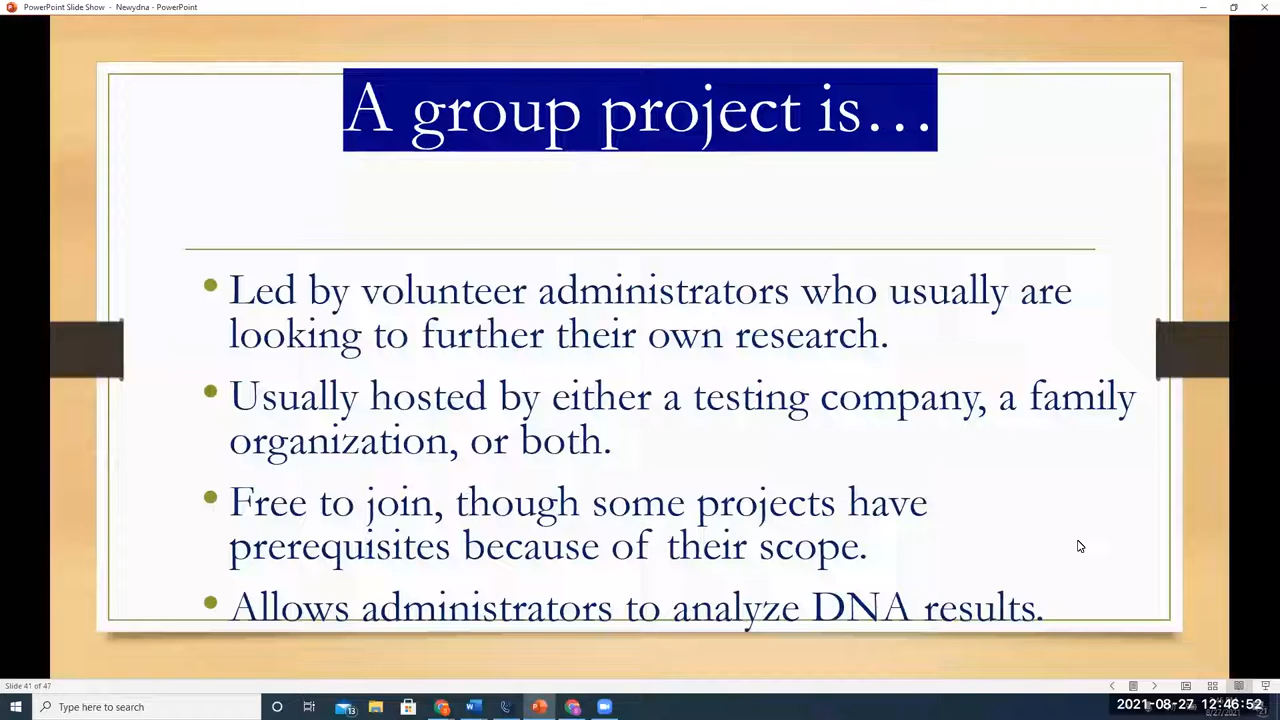 PowerPoint Slide Show - Newydna - PowerPoint
A group project is…
• Led by volunteer administrators who usually are
looking to further their own research.
• Usually hosted by either a testing company, a family
organization, or both.
• Free to join, though some projects have
prerequisites because of their scope.
• Allows administrators to analyze DNA results.
Slide 41 of 47
Type here to search
13
2021-08-27 12:46:52